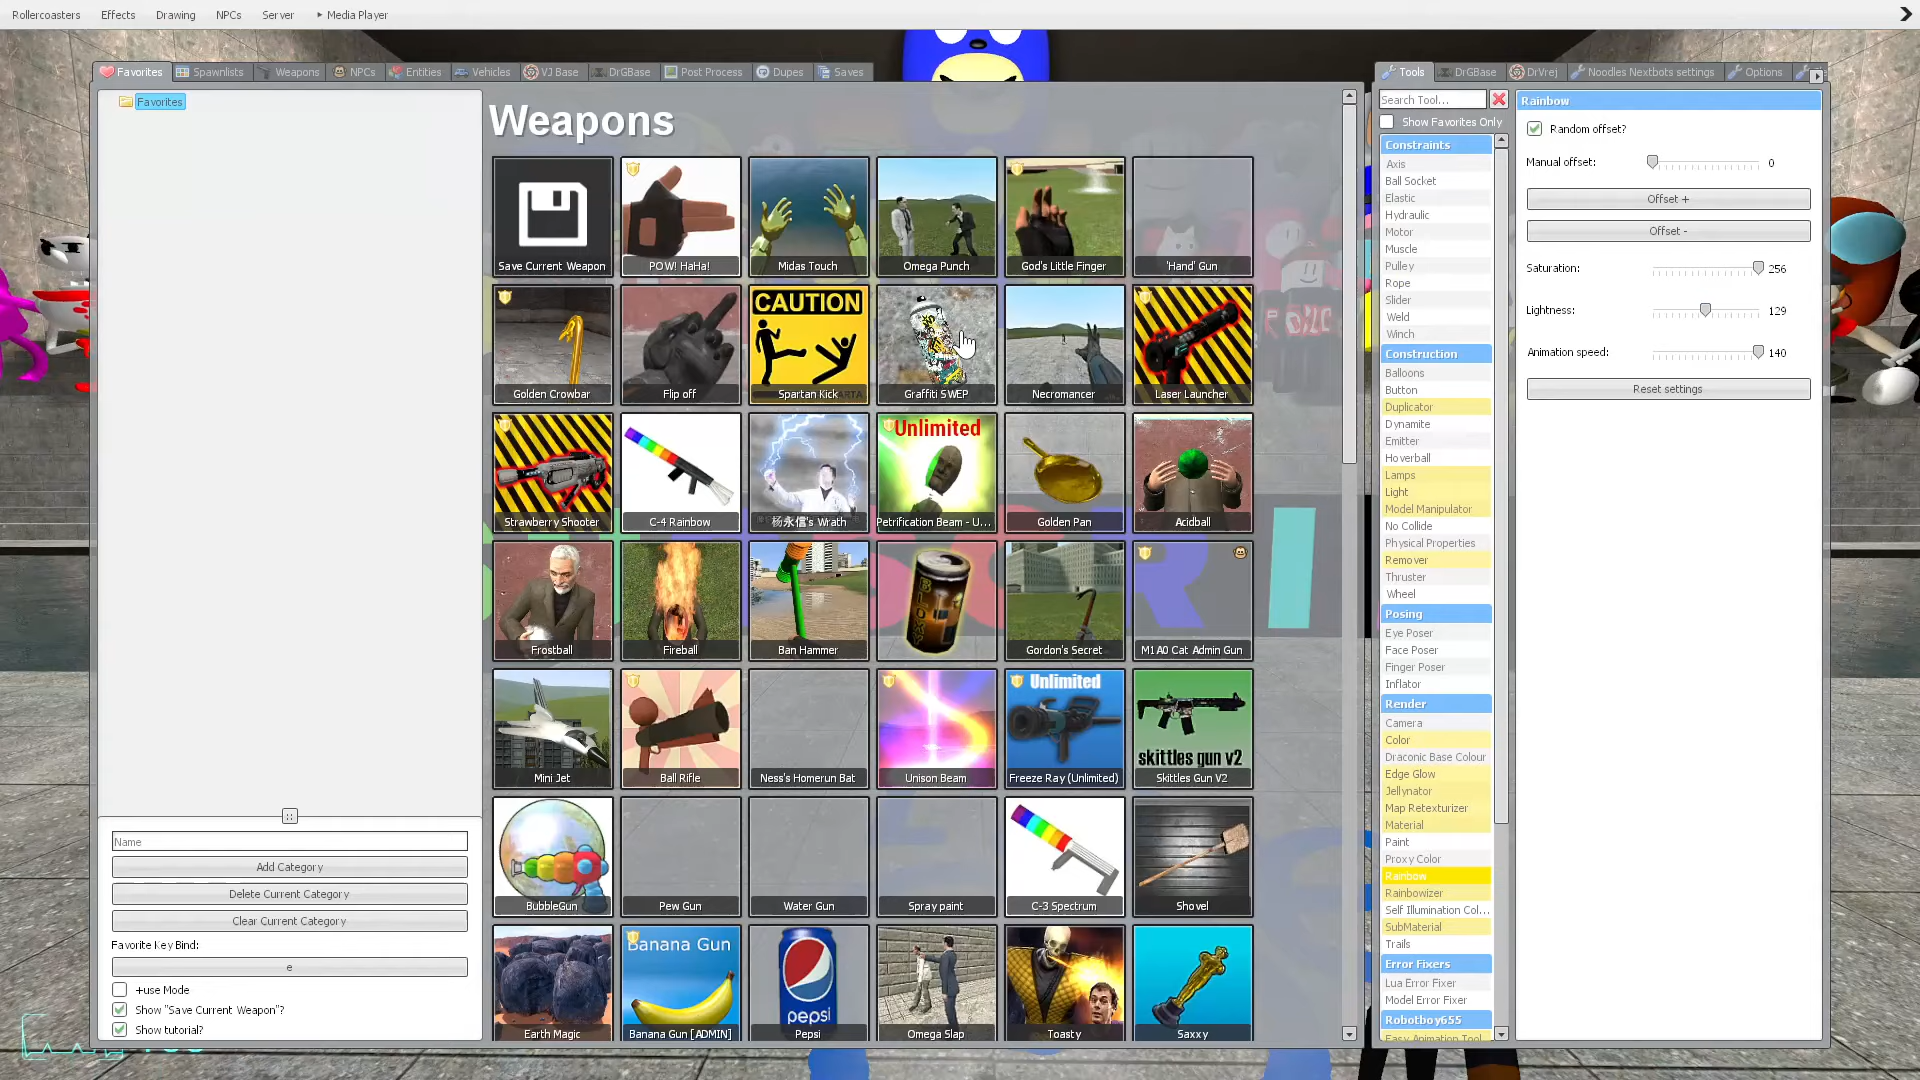 Rollercoasters Effects Drawing NPCs Server Media Player
Favorites Spawnlists Weapons NPCs Entities Vehicles VJ Base DrGBase Post Process Dupes Saves
Favorites
Name
Add Category
Delete Current Category
Clear Current Category
Favorite Key Bind:
e
+use Mode
Show "Save Current Weapon"?
Show tutorial?
Weapons
Save Current Weapon POW! HaHa! Midas Touch Omega Punch God's Little Finger 'Hand' Gun
CAUTION
Golden Crowbar Flip off Spartan Kick Graffiti SWEP Necromancer Laser Launcher
Unlimited
Strawberry Shooter C-4 Rainbow 杨永信's Wrath Petrification Beam - U... Golden Pan Acidball
Frostball Fireball Ban Hammer Gordon's Secret M1A0 Cat Admin Gun
Unlimited
skittles gun v2
Mini Jet Ball Rifle Ness's Homerun Bat Unison Beam Freeze Ray (Unlimited) Skittles Gun V2
BubbleGun Pew Gun Water Gun Spray paint C-3 Spectrum Shovel
Banana Gun
pepsi
Earth Magic Banana Gun [ADMIN] Pepsi Omega Slap Toasty Saxxy
Tools DrGBase DrVrej Noodles Nextbots settings Options
Search Tool...
Show Favorites Only
Constraints
Axis
Ball Socket
Elastic
Hydraulic
Motor
Muscle
Pulley
Rope
Slider
Weld
Winch
Construction
Balloons
Button
Duplicator
Dynamite
Emitter
Hoverball
Lamps
Light
Model Manipulator
No Collide
Physical Properties
Remover
Thruster
Wheel
Posing
Eye Poser
Face Poser
Finger Poser
Inflator
Render
Camera
Color
Draconic Base Colour
Edge Glow
Jellynator
Map Retexturizer
Material
Paint
Proxy Color
Rainbow
Rainbowizer
Self Illumination Col...
SubMaterial
Trails
Error Fixers
Lua Error Fixer
Model Error Fixer
Robotboy655
Easy Animation Tool
Rainbow
Random offset?
Manual offset: 0
Offset +
Offset -
Saturation: 256
Lightness: 129
Animation speed: 140
Reset settings